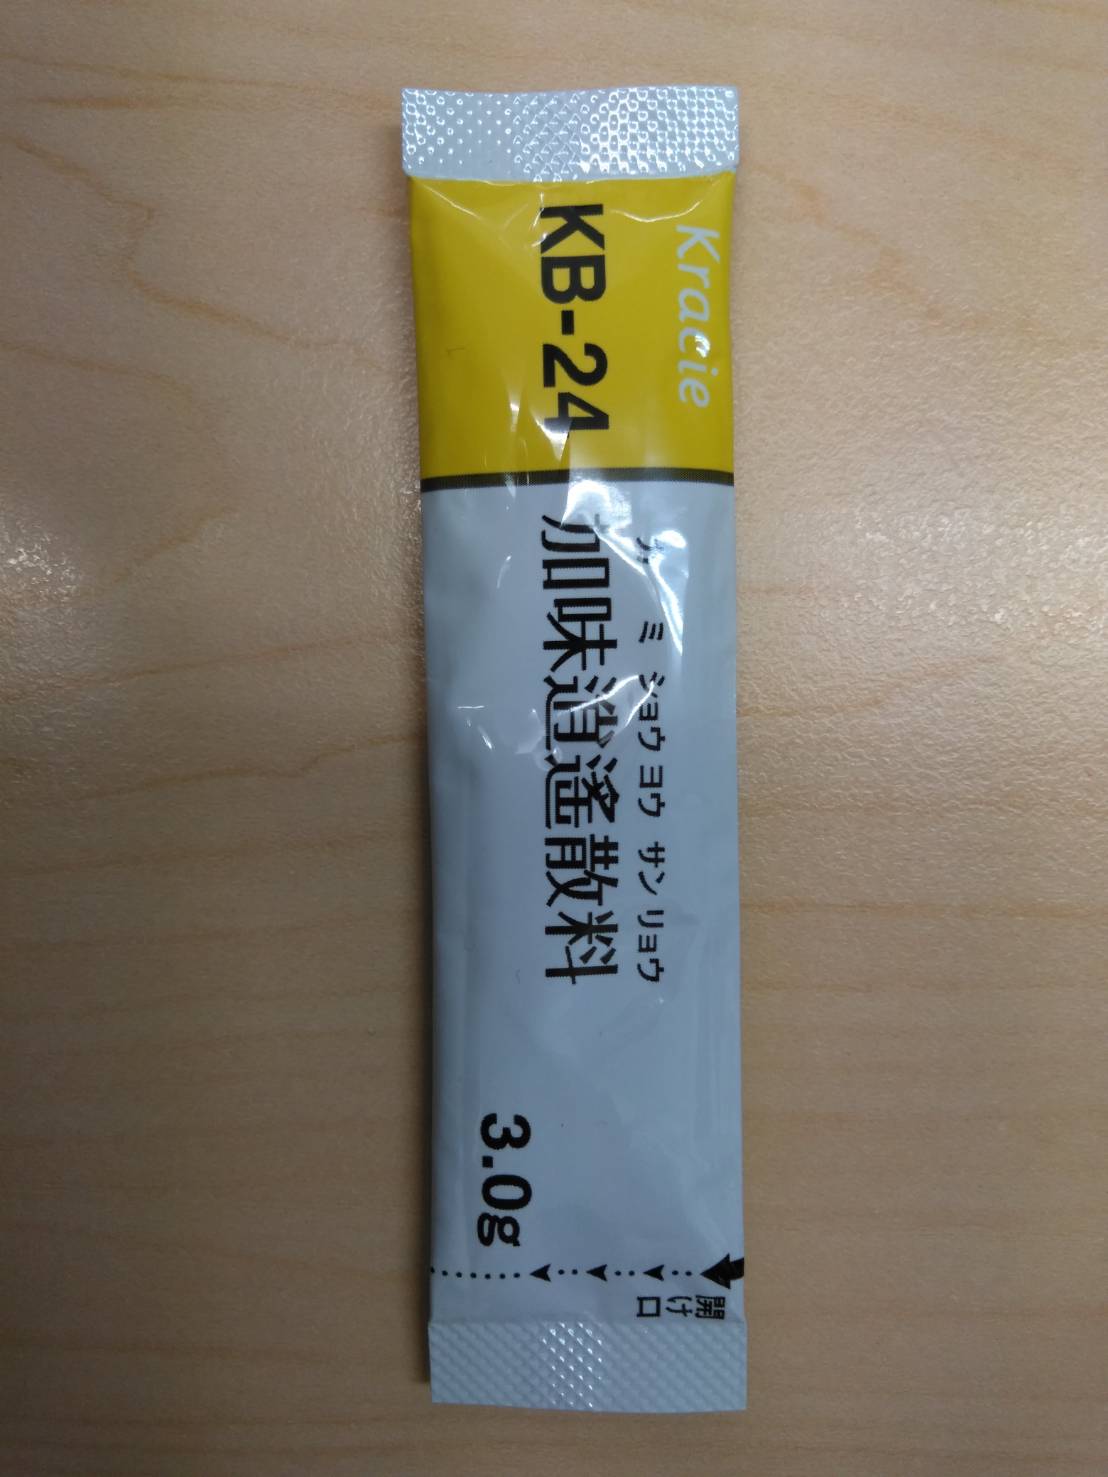 Kracie
KB-24
カ ミ ショウ ヨウ サン リョウ
加味逍遙散料
3.0g
開け口